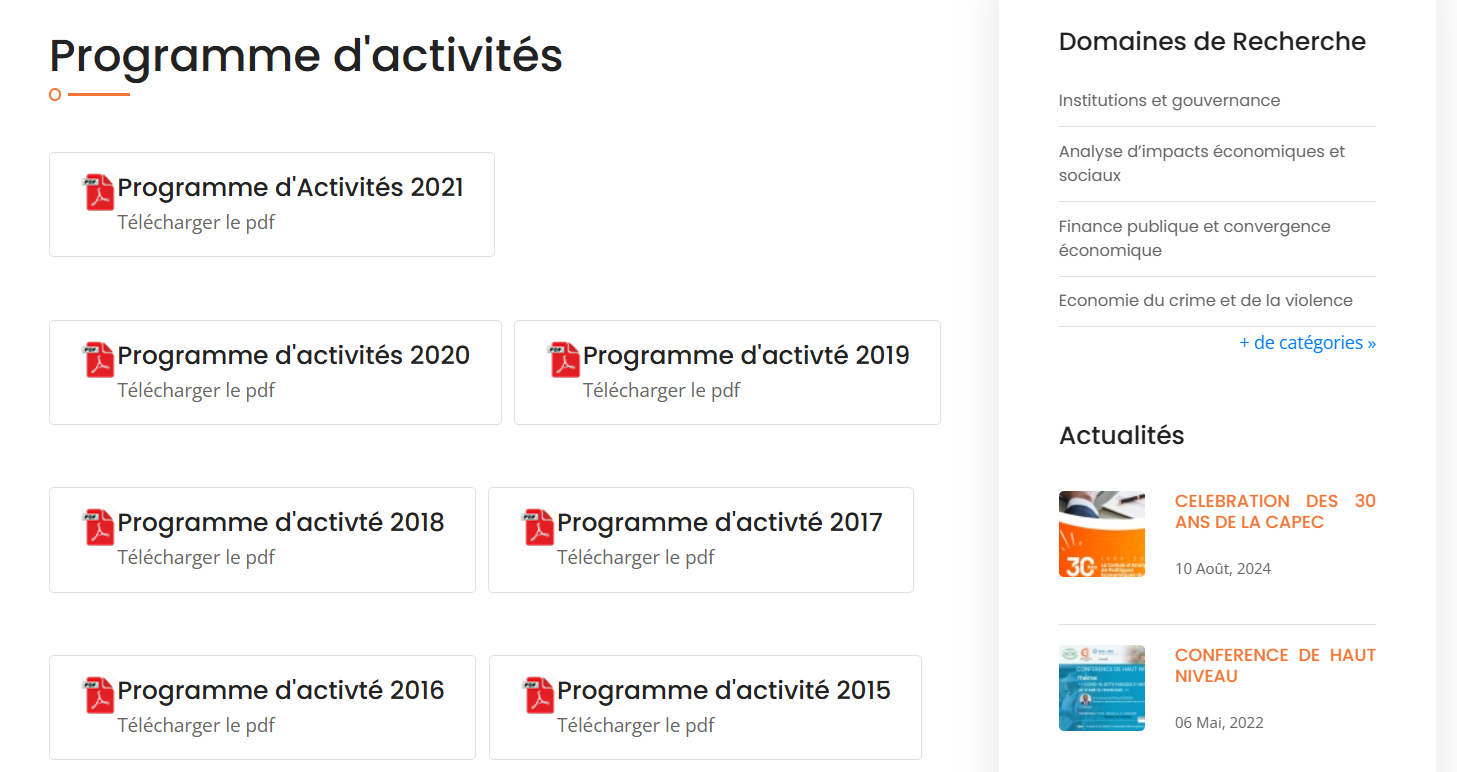 Programme d'activités
Programme d'Activités 2021
Télécharger le pdf
Programme d'activités 2020
Télécharger le pdf
Programme d'activté 2019
Télécharger le pdf
Programme d'activté 2018
Télécharger le pdf
Programme d'activté 2017
Télécharger le pdf
Programme d'activté 2016
Télécharger le pdf
Programme d'activité 2015
Télécharger le pdf
Domaines de Recherche
Institutions et gouvernance
Analyse d’impacts économiques et
sociaux
Finance publique et convergence
économique
Economie du crime et de la violence
+ de catégories »
Actualités
30
CELEBRATION DES 30
ANS DE LA CAPEC
10 Août, 2024
CONFERENCE DE HAUT
CONFERENCE DE HAUT
NIVEAU
06 Mai, 2022